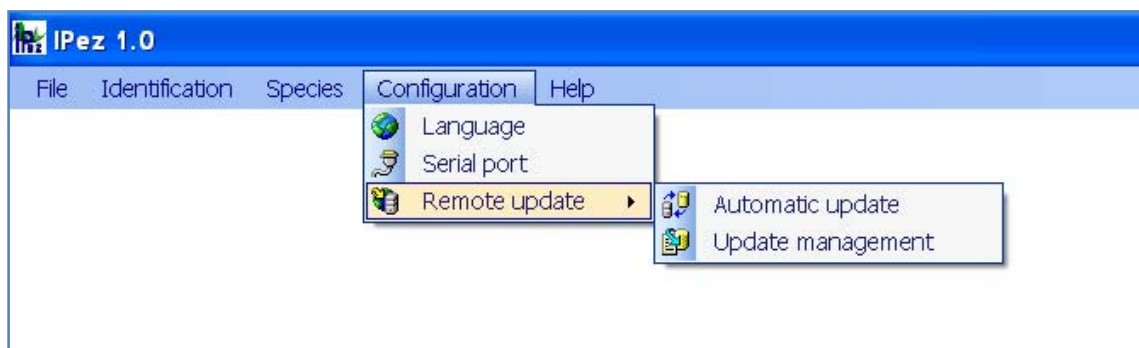 IPez 1.0
File Identification Species Configuration Help
Language
Serial port
Remote update
Automatic update
Update management